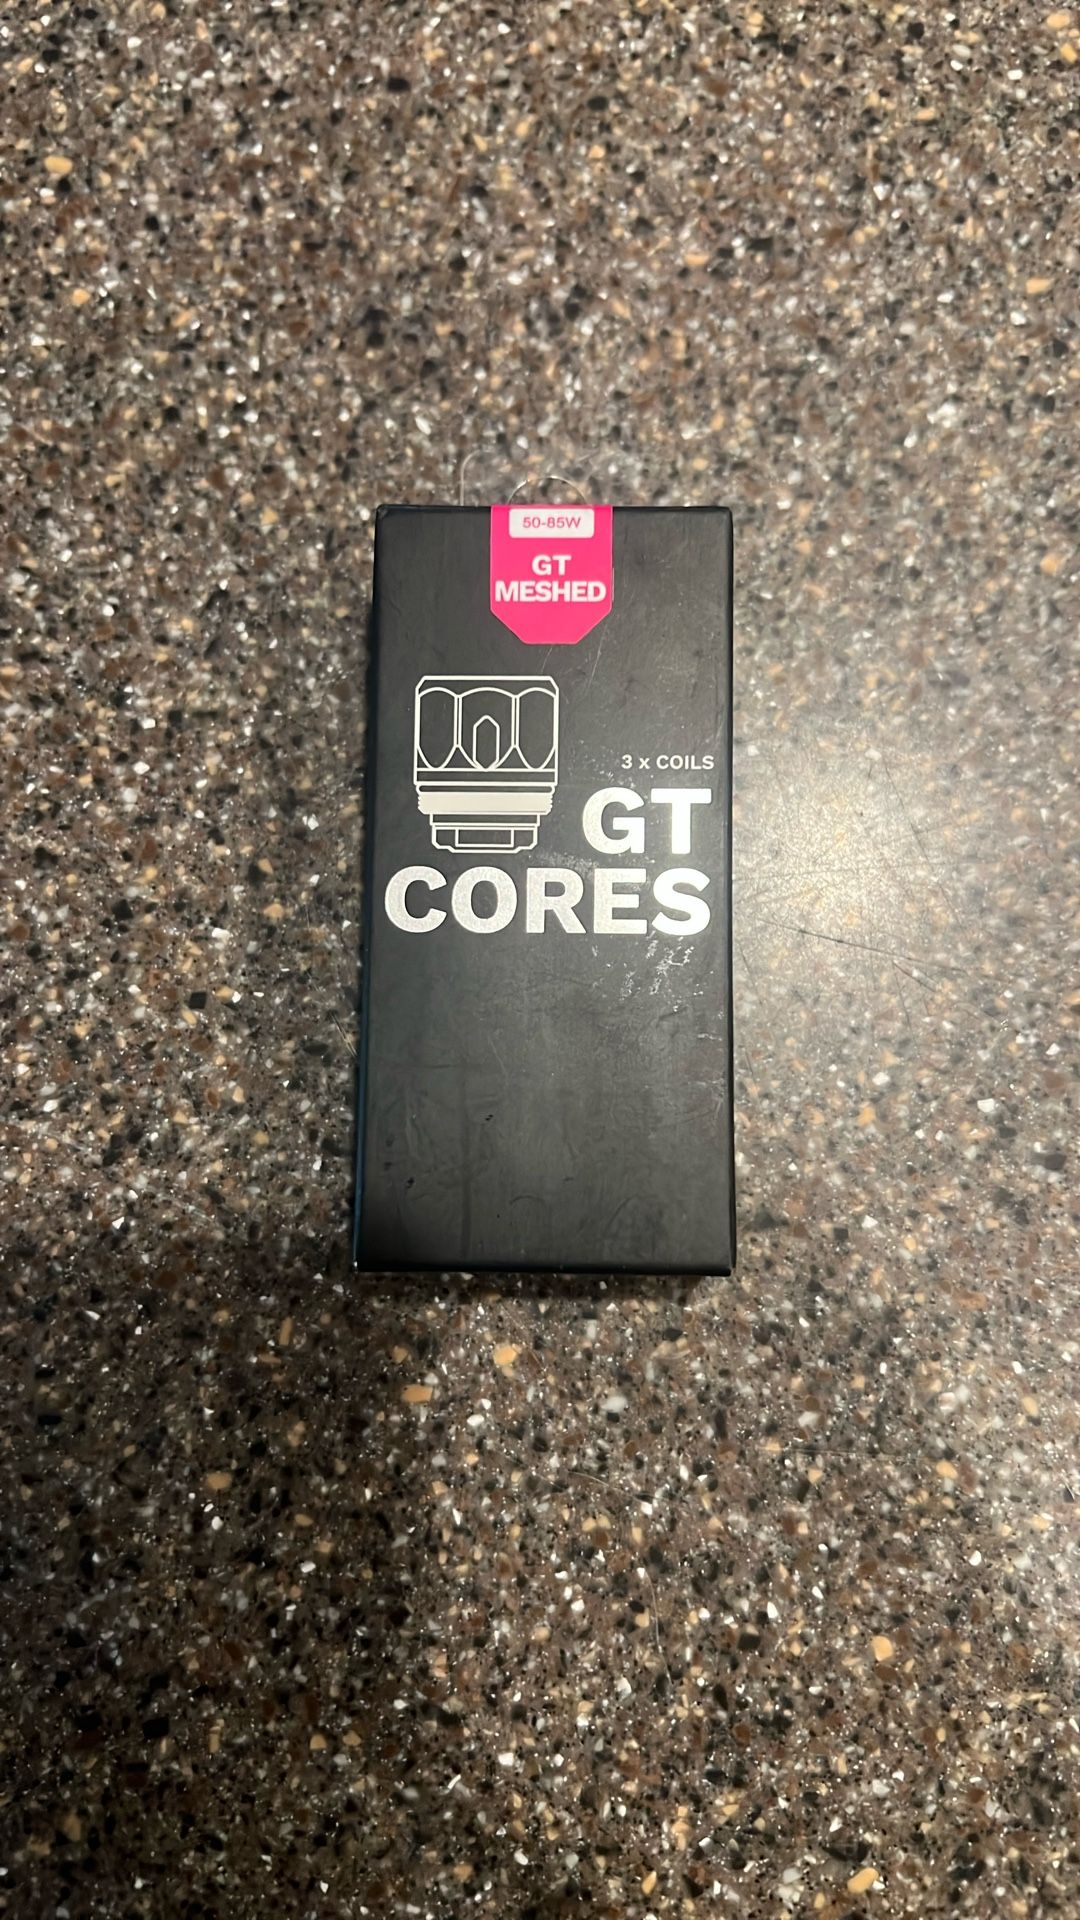 50-85W
GT
MESHED
3 x COILS
GT
CORES